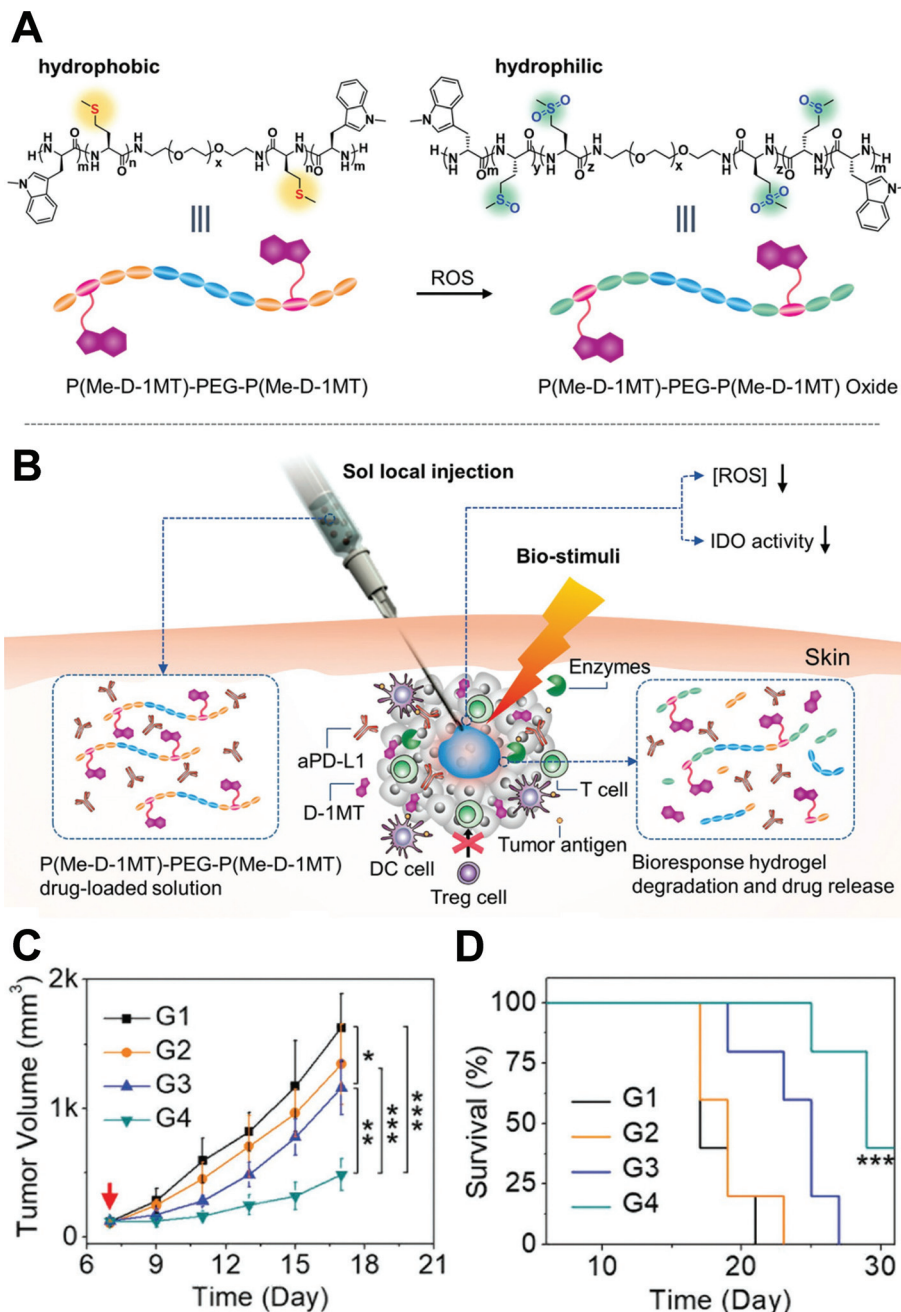 A
hydrophobic
hydrophilic
P(Me-D-1MT)-PEG-P(Me-D-1MT)
ROS
P(Me-D-1MT)-PEG-P(Me-D-1MT) Oxide
B
Sol local injection
[ROS] ↓
IDO activity ↓
Bio-stimuli
Enzymes
Skin
aPD-L1
D-1MT
T cell
Tumor antigen
DC cell
Treg cell
P(Me-D-1MT)-PEG-P(Me-D-1MT)
drug-loaded solution
Bioresponse hydrogel
degradation and drug release
C
Tumor Volume (mm³)
2k
1k
0
G1
G2
G3
G4
*
**
***
***
6 9 12 15 18 21
Time (Day)
D
Survival (%)
100
75
50
25
0
G1
G2
G3
G4
***
10 20 30
Time (Day)